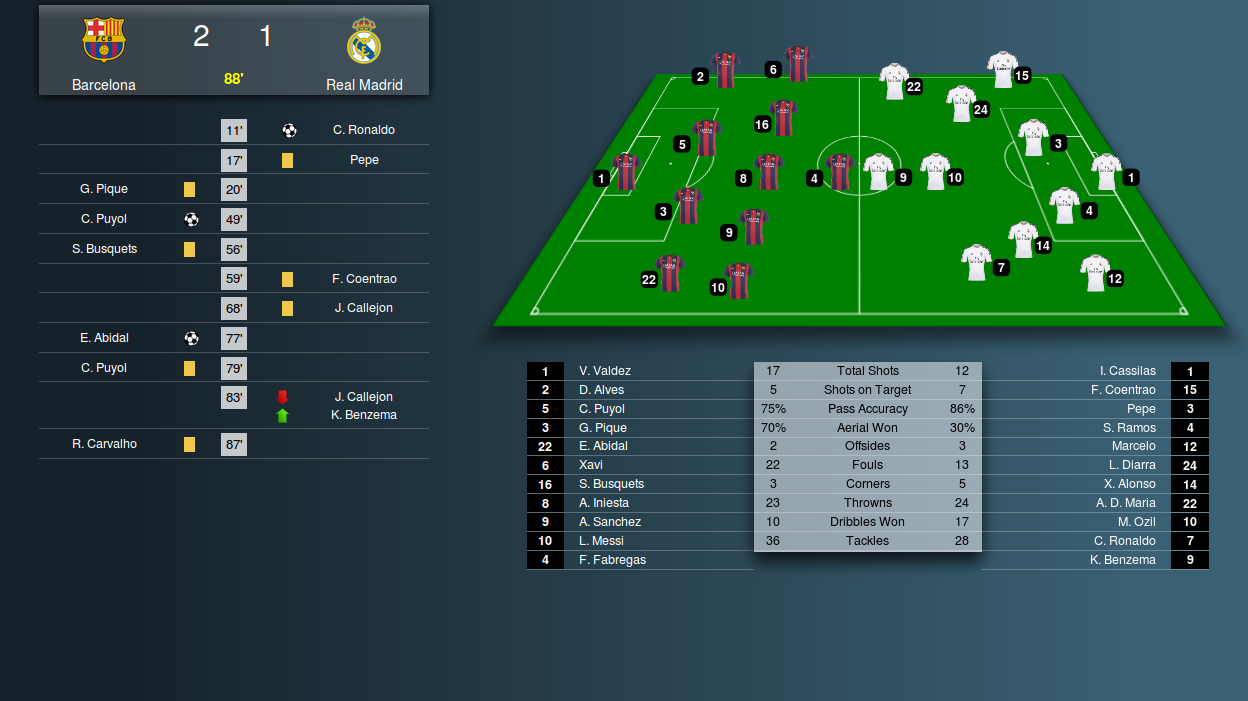 2 1
88'
Barcelona Real Madrid
11' C. Ronaldo
17' Pepe
G. Pique 20'
C. Puyol 49'
S. Busquets 56'
59' F. Coentrao
68' J. Callejon
E. Abidal 77'
C. Puyol 79'
83' J. Callejon
K. Benzema
R. Carvalho 87'
2 6 22 15
24
16
5 3
1 8 4 9 10 1
3 4
9
14
22 10 7 12
1 V. Valdez 17 Total Shots 12 I. Cassilas 1
2 D. Alves 5 Shots on Target 7 F. Coentrao 15
5 C. Puyol 75% Pass Accuracy 86% Pepe 3
3 G. Pique 70% Aerial Won 30% S. Ramos 4
22 E. Abidal 2 Offsides 3 Marcelo 12
6 Xavi 22 Fouls 13 L. Diarra 24
16 S. Busquets 3 Corners 5 X. Alonso 14
8 A. Iniesta 23 Throwns 24 A. D. Maria 22
9 A. Sanchez 10 Dribbles Won 17 M. Ozil 10
10 L. Messi 36 Tackles 28 C. Ronaldo 7
4 F. Fabregas K. Benzema 9